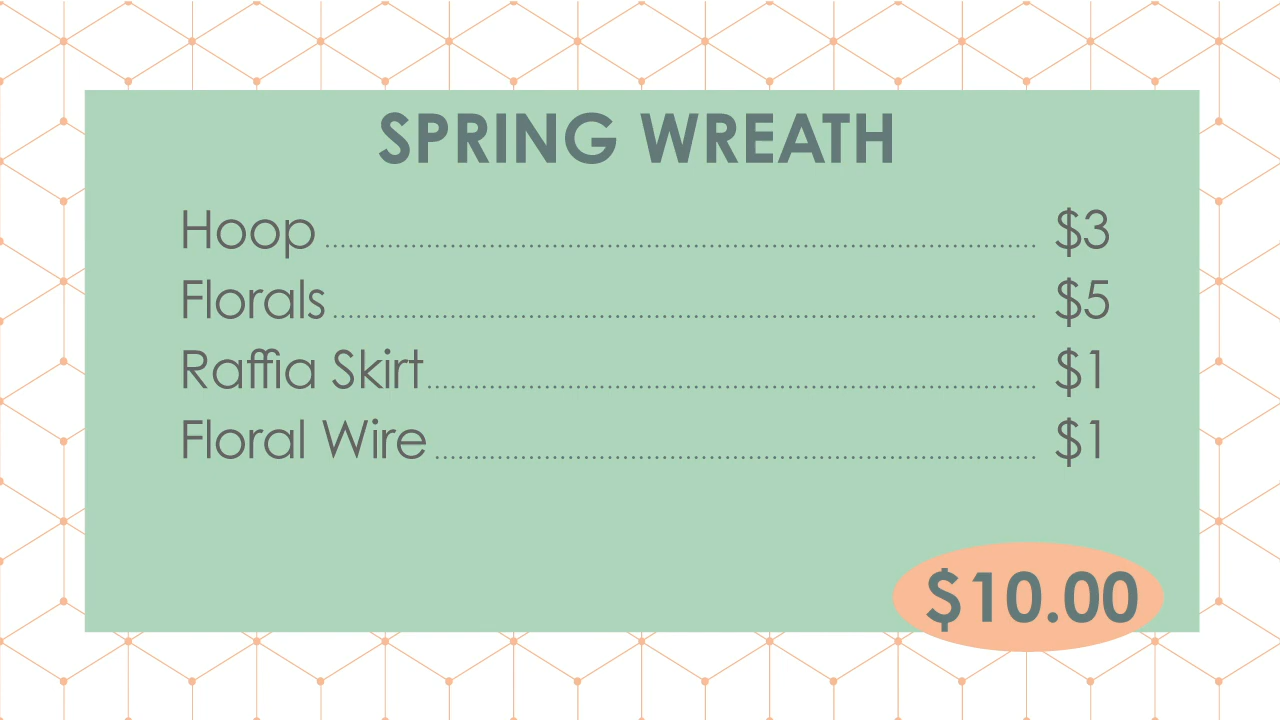 SPRING WREATH
Hoop ........ $3
Florals ........ $5
Raffia Skirt ........ $1
Floral Wire ........ $1
$10.00